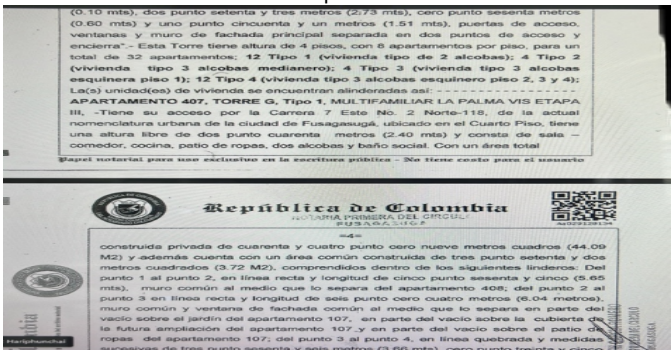 (0.10 mts), dos punto setenta y tres metros (2.73 mts), cero punto sesenta metros
(0.60 mts) y uno punto cincuenta y un metros (1.51 mts), puertas de acceso,
ventanas y muro de fachada principal separada en dos puntos de acceso y
encierra".- Esta Torre tiene altura de 4 pisos, con 8 apartamentos por piso, para un
total de 32 apartamentos; 12 Tipo 1 (vivienda tipo de 2 alcobas); 4 Tipo 2
(vivienda tipo 3 alcobas medianero); 4 Tipo 3 (vivienda tipo 3 alcobas
esquinera piso 1); 12 Tipo 4 (vivienda tipo 3 alcobas esquinero piso 2, 3 y 4);
La(s) unidad(es) de vivienda se encuentran alinderadas así:
APARTAMENTO 407, TORRE G, Tipo 1, MULTIFAMILIAR LA PALMA VIS ETAPA
III, -Tiene su acceso por la Carrera 7 Este No. 2 Norte-118, de la actual
nomenclatura urbana de la ciudad de Fusagasugá, ubicado en el Cuarto Piso, tiene
una altura libre de dos punto cuarenta metros (2.40 mts) y consta de sala –
comedor, cocina, patio de ropas, dos alcobas y baño social. Con un área total
Papel notarial para uso exclusivo en la escritura pública - No tiene costo para el usuario
República de Colombia
NOTARIA PRIMERA DEL CIRCULO
FUSAGASUGA
=4=
construida privada de cuarenta y cuatro punto cero nueve metros cuadros (44.09
M2) y además cuenta con un área común construida de tres punto setenta y dos
metros cuadrados (3.72 M2), comprendidos dentro de los siguientes linderos: Del
punto 1 al punto 2, en línea recta y longitud de cinco punto sesenta y cinco (5.65
mts), muro común al medio que lo separa del apartamento 408; del punto 2 al
punto 3 en línea recta y longitud de seis punto cero cuatro metros (6.04 metros),
muro común y ventana de fachada común al medio que lo separa en parte del
vacío sobre el jardín del apartamento 107, en parte del vacío sobre la cubierta de
la futura ampliación del apartamento 107 y en parte del vacío sobre el patio de
ropas del apartamento 107; del punto 3 al punto 4, en línea quebrada y medidas
sucesivas de tres punto sesenta y seis metros (3.66 mts), cero punto treinta y cinco
Hariphunchai